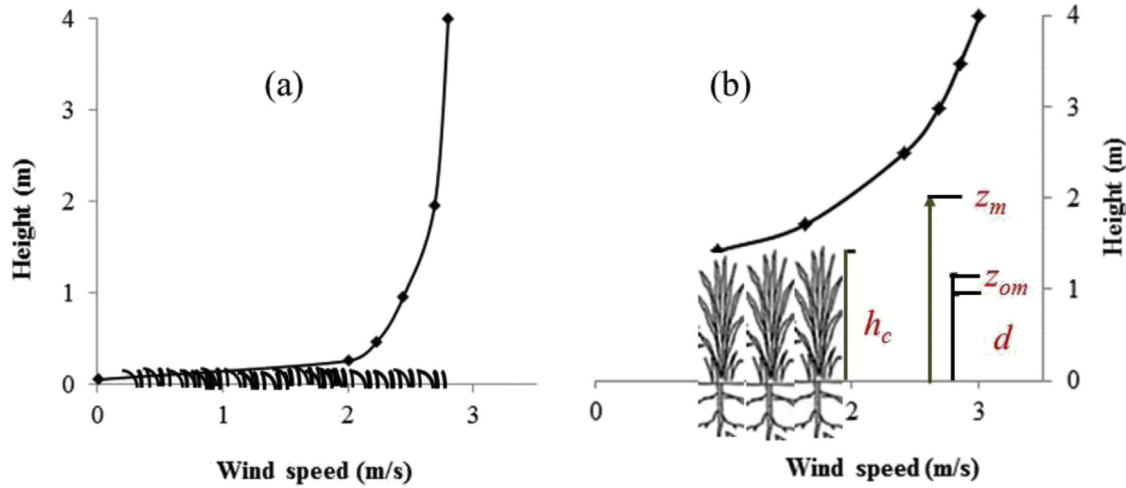 (a)
4
3
2
1
0
Height (m)
0 1 2 3
Wind speed (m/s)
(b)
4
3
2
1
0
Height (m)
z_m
z_om
h_c
d
0 2 3
Wind speed (m/s)